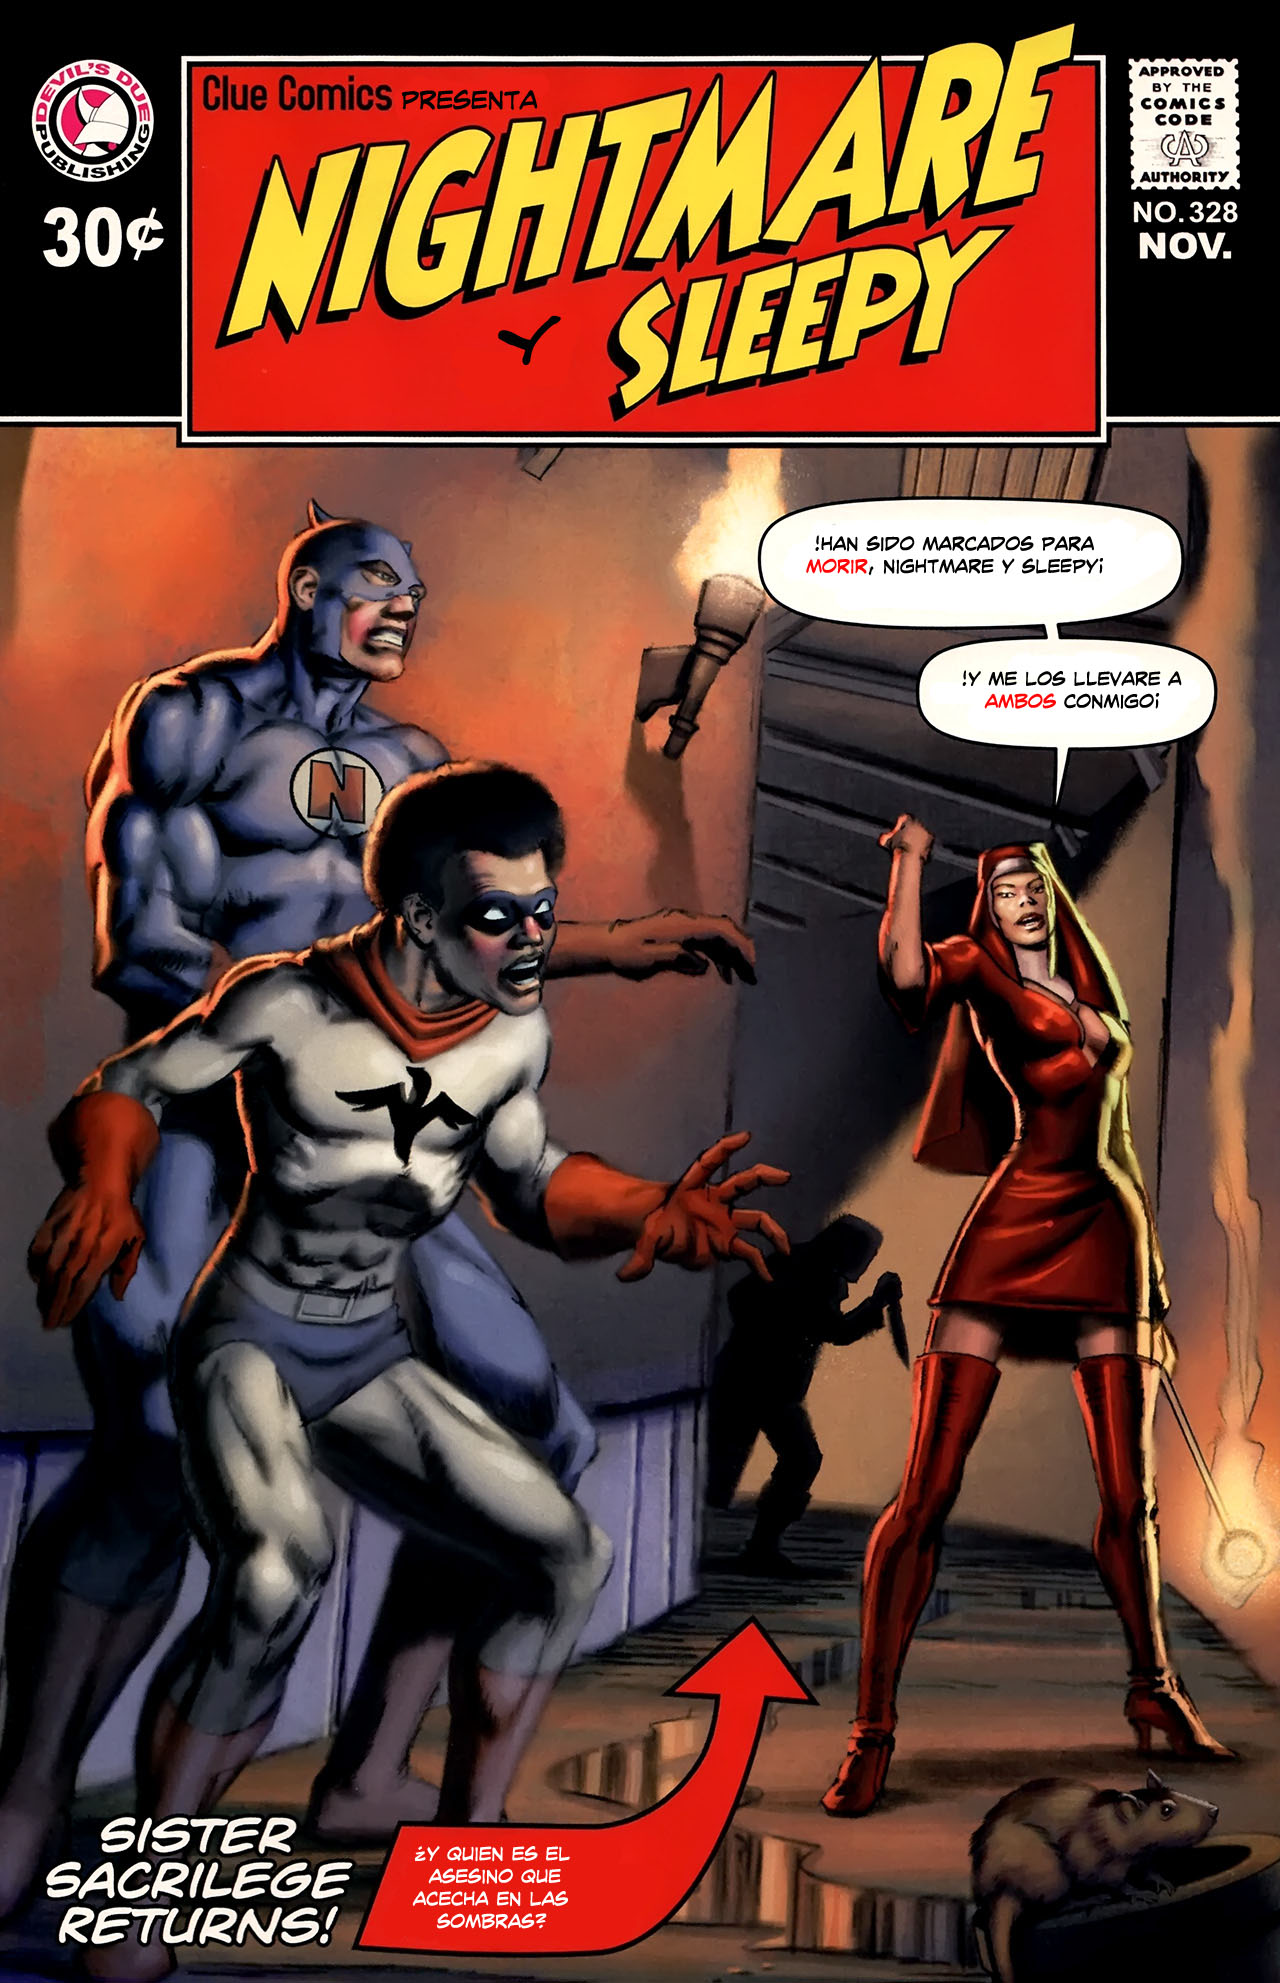 DEVIL'S DUE
PUBLISHING
30¢
Clue Comics PRESENTA
NIGHTMARE
Y SLEEPY
APPROVED
BY THE
COMICS
CODE
CA
AUTHORITY
NO. 328
NOV.
!HAN SIDO MARCADOS PARA
MORIR, NIGHTMARE Y SLEEPY¡
!Y ME LOS LLEVARE A
AMBOS CONMIGO¡
N
SISTER
SACRILEGE
RETURNS!
¿Y QUIEN ES EL
ASESINO QUE
ACECHA EN LAS
SOMBRAS?